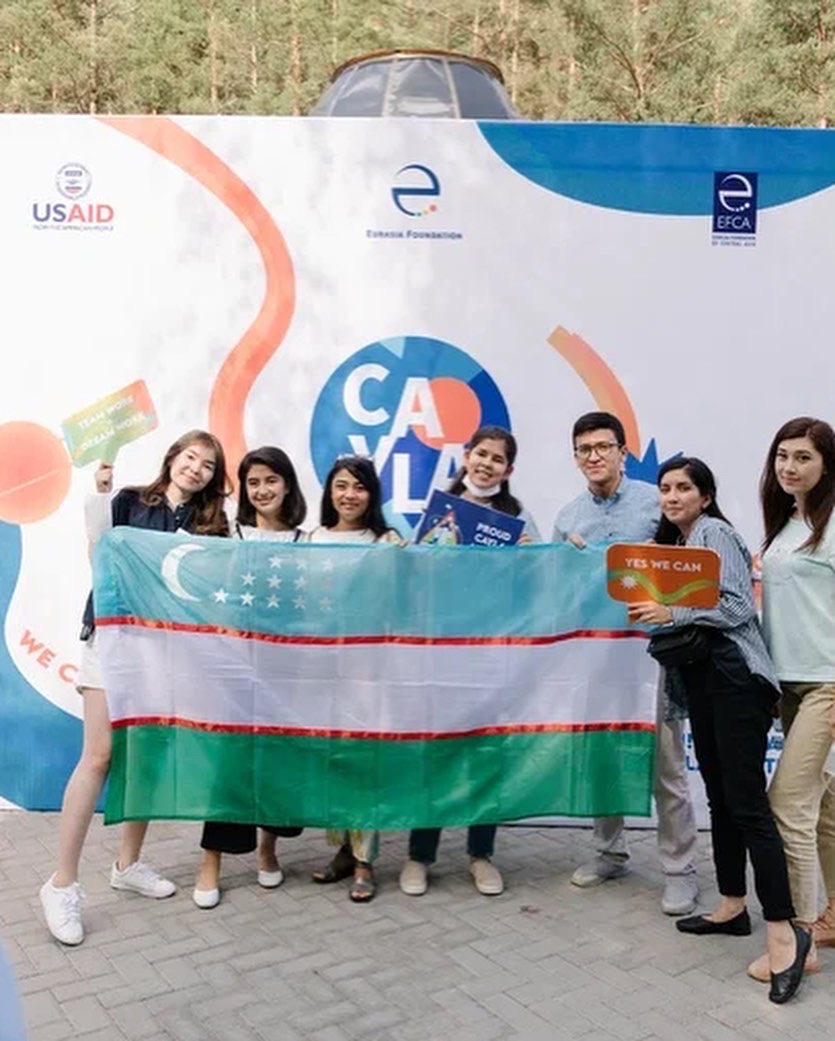 USAID
FROM THE AMERICAN PEOPLE
EURASIA FOUNDATION
EFCA
EURASIA FOUNDATION
OF CENTRAL ASIA
CA
YLA
TEAM WORK
DREAM WORK
PROUD
YES WE CAN
WE C